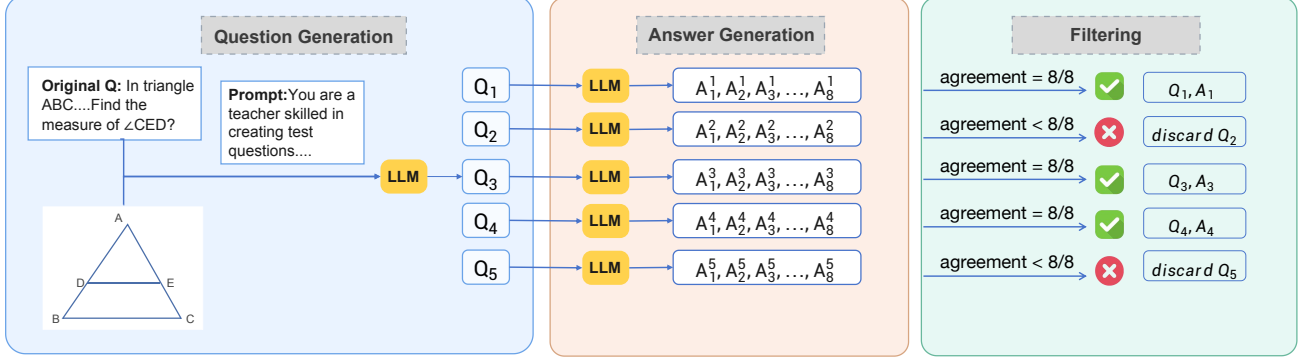 Question Generation
Original Q: In triangle
ABC....Find the
measure of ∠CED?
Prompt:You are a
teacher skilled in
creating test
questions....
LLM
A
D
E
B
C
Q₁
Q₂
Q₃
Q₄
Q₅
Answer Generation
LLM
A₁¹, A₂¹, A₃¹, ..., A₈¹
LLM
A₁², A₂², A₃², ..., A₈²
LLM
A₁³, A₂³, A₃³, ..., A₈³
LLM
A₁⁴, A₂⁴, A₃⁴, ..., A₈⁴
LLM
A₁⁵, A₂⁵, A₃⁵, ..., A₈⁵
Filtering
agreement = 8/8
Q₁, A₁
agreement < 8/8
discard Q₂
agreement = 8/8
Q₃, A₃
agreement = 8/8
Q₄, A₄
agreement < 8/8
discard Q₅